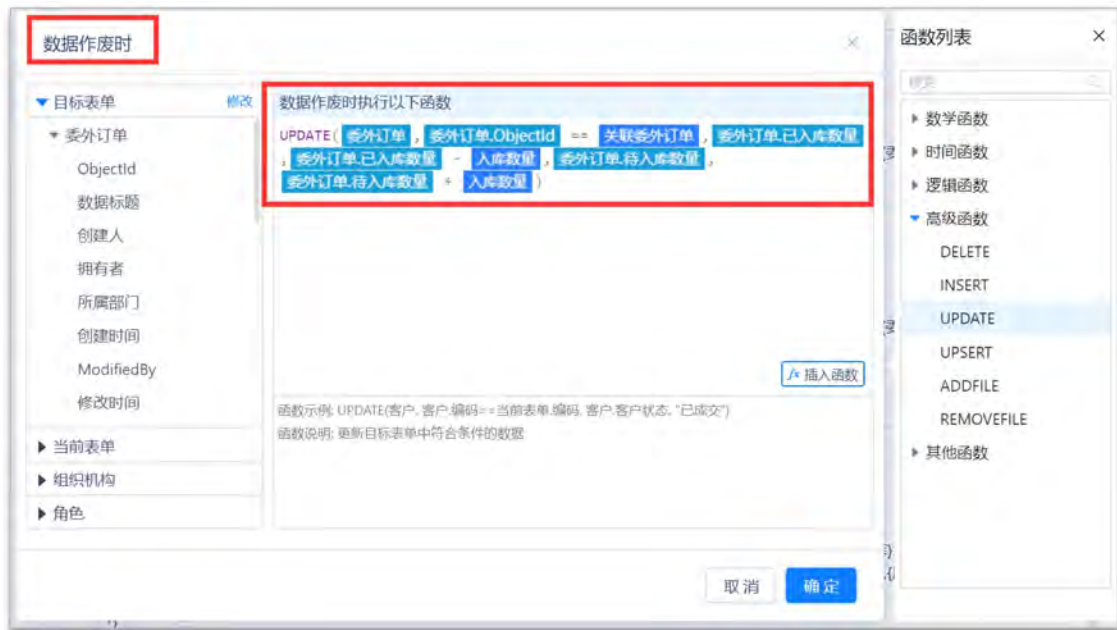 数据作废时
目标表单 修改
委外订单
ObjectId
数据标题
创建人
拥有者
所属部门
创建时间
ModifiedBy
修改时间
当前表单
组织机构
角色
数据作废时执行以下函数
UPDATE( 委外订单 , 委外订单.ObjectId == 关联委外订单 , 委外订单.已入库数量
, 委外订单.已入库数量 - 入库数量 , 委外订单.待入库数量 ,
委外订单.待入库数量 + 入库数量 )
fx 插入函数
函数示例: UPDATE(客户, 客户.编码==当前表单.编码, 客户.客户状态, "已成交")
函数说明: 更新目标表单中符合条件的数据
取消 确定
函数列表
搜索
数学函数
时间函数
逻辑函数
高级函数
DELETE
INSERT
UPDATE
UPSERT
ADDFILE
REMOVEFILE
其他函数